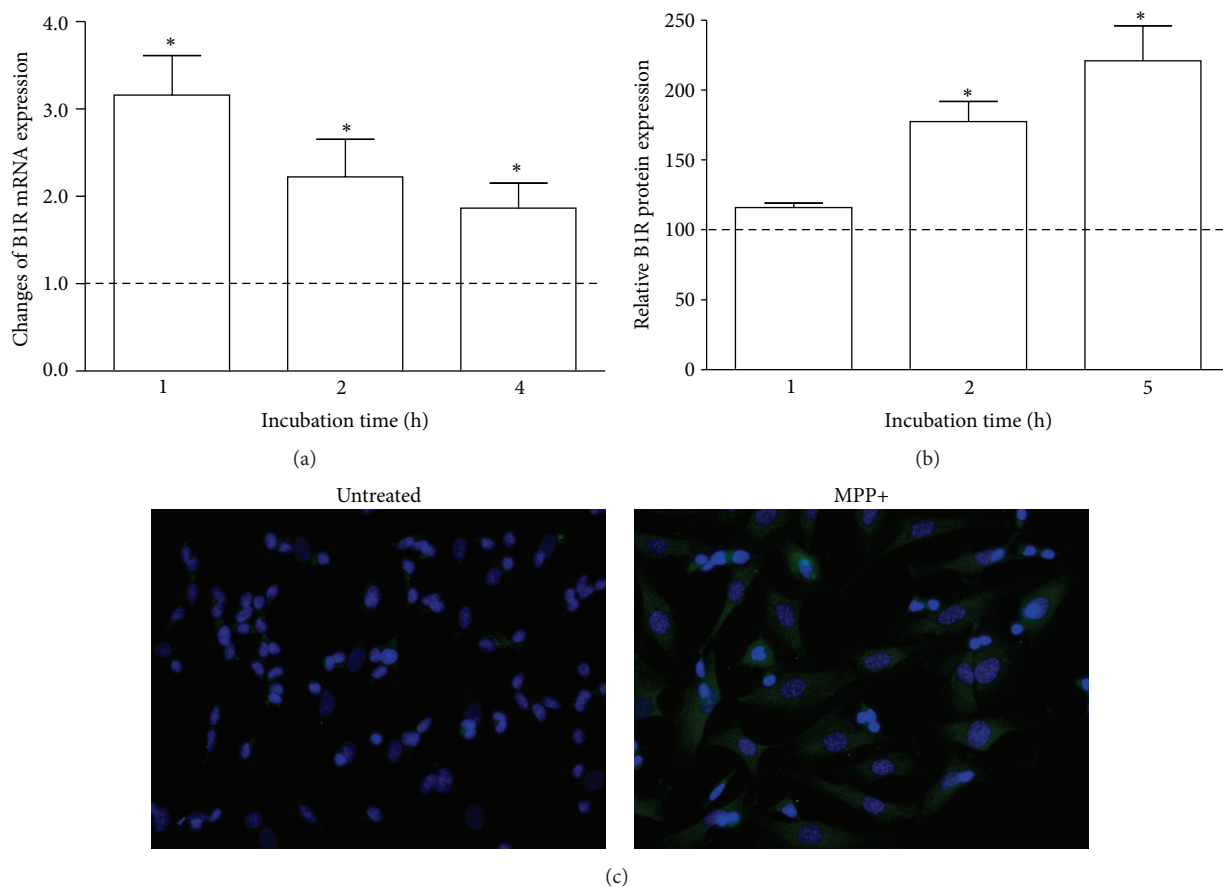 Changes of B1R mRNA expression
4.0
3.0
2.0
1.0
0.0
*
*
*
1 2 4
Incubation time (h)
(a)
Relative B1R protein expression
250
200
150
100
50
0
*
*
1 2 5
Incubation time (h)
(b)
Untreated
MPP+
(c)